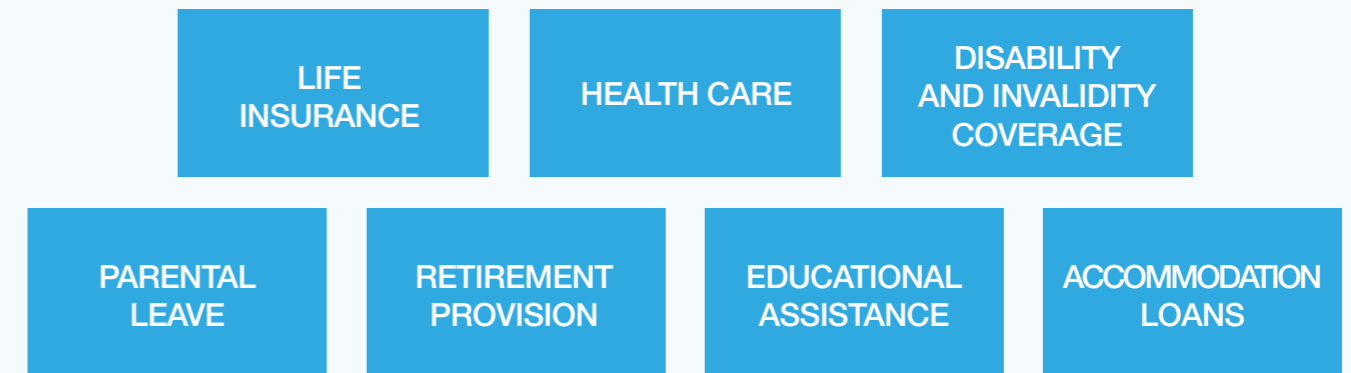 LIFE
INSURANCE
HEALTH CARE
DISABILITY
AND INVALIDITY
COVERAGE
PARENTAL
LEAVE
RETIREMENT
PROVISION
EDUCATIONAL
ASSISTANCE
ACCOMMODATION
LOANS